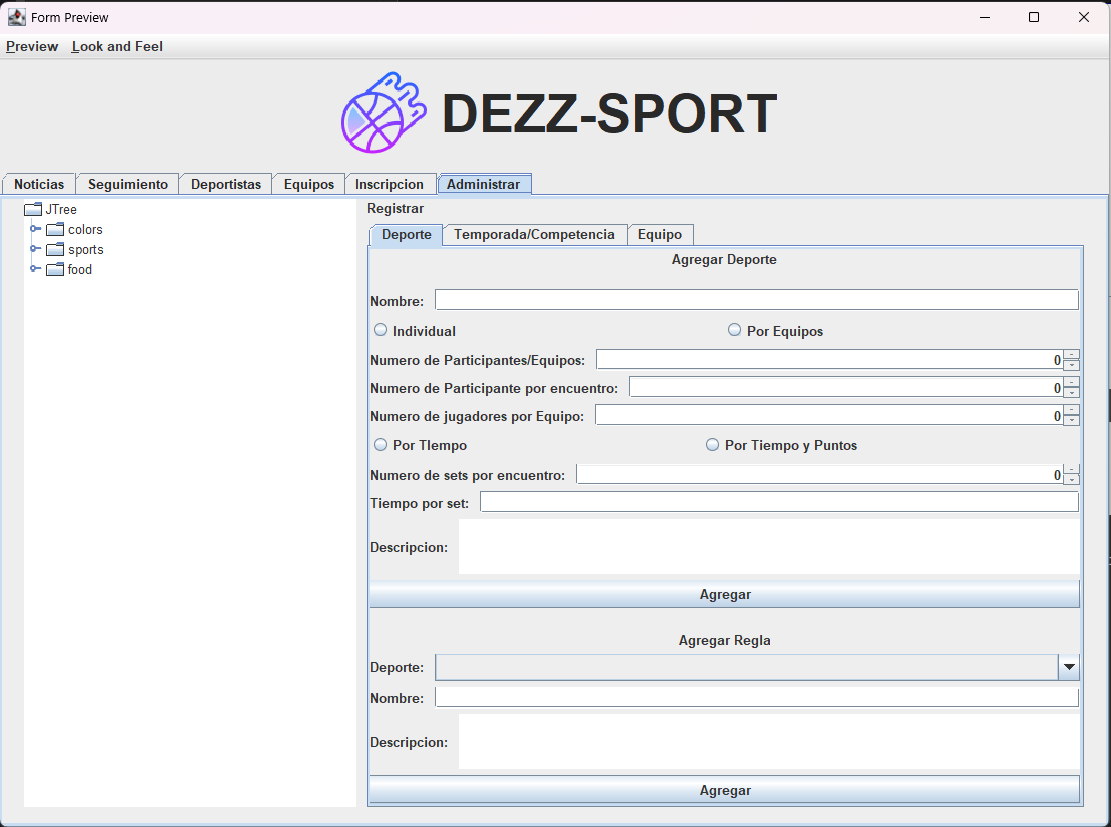 Form Preview
Preview Look and Feel
DEZZ-SPORT
Noticias Seguimiento Deportistas Equipos Inscripcion Administrar
JTree
colors
sports
food
Registrar
Deporte Temporada/Competencia Equipo
Agregar Deporte
Nombre:
Individual Por Equipos
Numero de Participantes/Equipos: 0
Numero de Participante por encuentro: 0
Numero de jugadores por Equipo: 0
Por TIempo Por Tiempo y Puntos
Numero de sets por encuentro: 0
Tiempo por set:
Descripcion:
Agregar
Agregar Regla
Deporte:
Nombre:
Descripcion:
Agregar